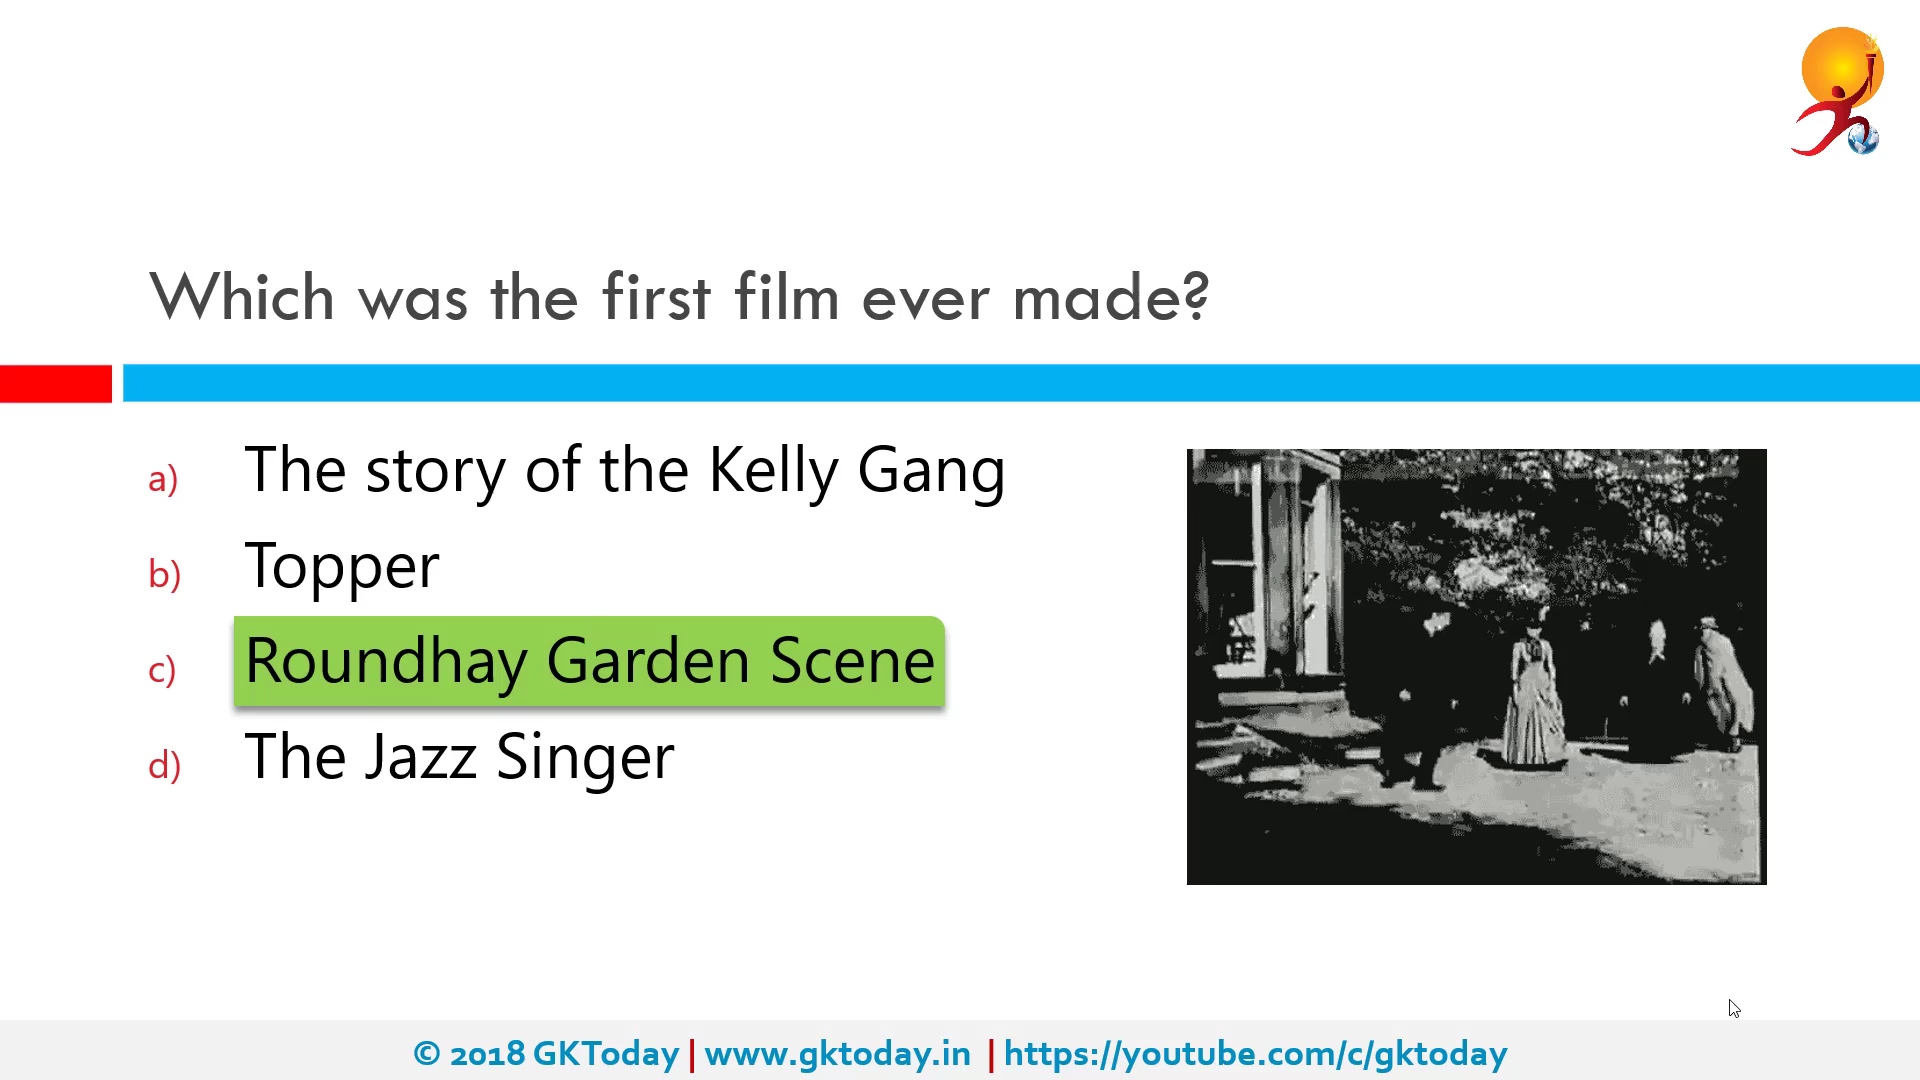 Which was the first film ever made?
a) The story of the Kelly Gang
b) Topper
c) Roundhay Garden Scene
d) The Jazz Singer
© 2018 GKToday | www.gktoday.in | https://youtube.com/c/gktoday